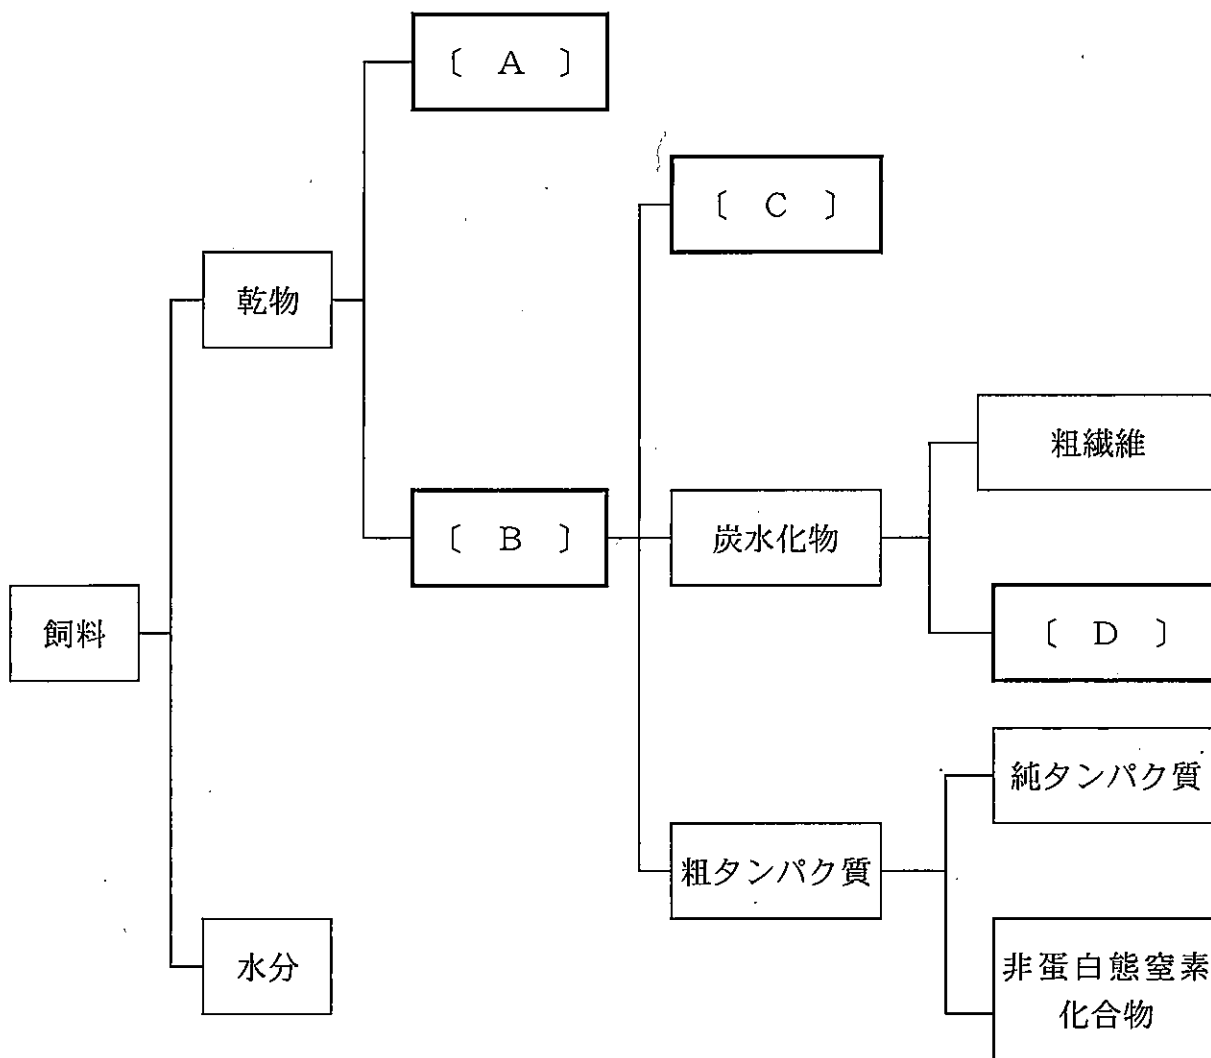 〔 A 〕
〔 C 〕
乾物
粗繊維
〔 B 〕
炭水化物
飼料
〔 D 〕
純タンパク質
粗タンパク質
水分
非蛋白態窒素
化合物